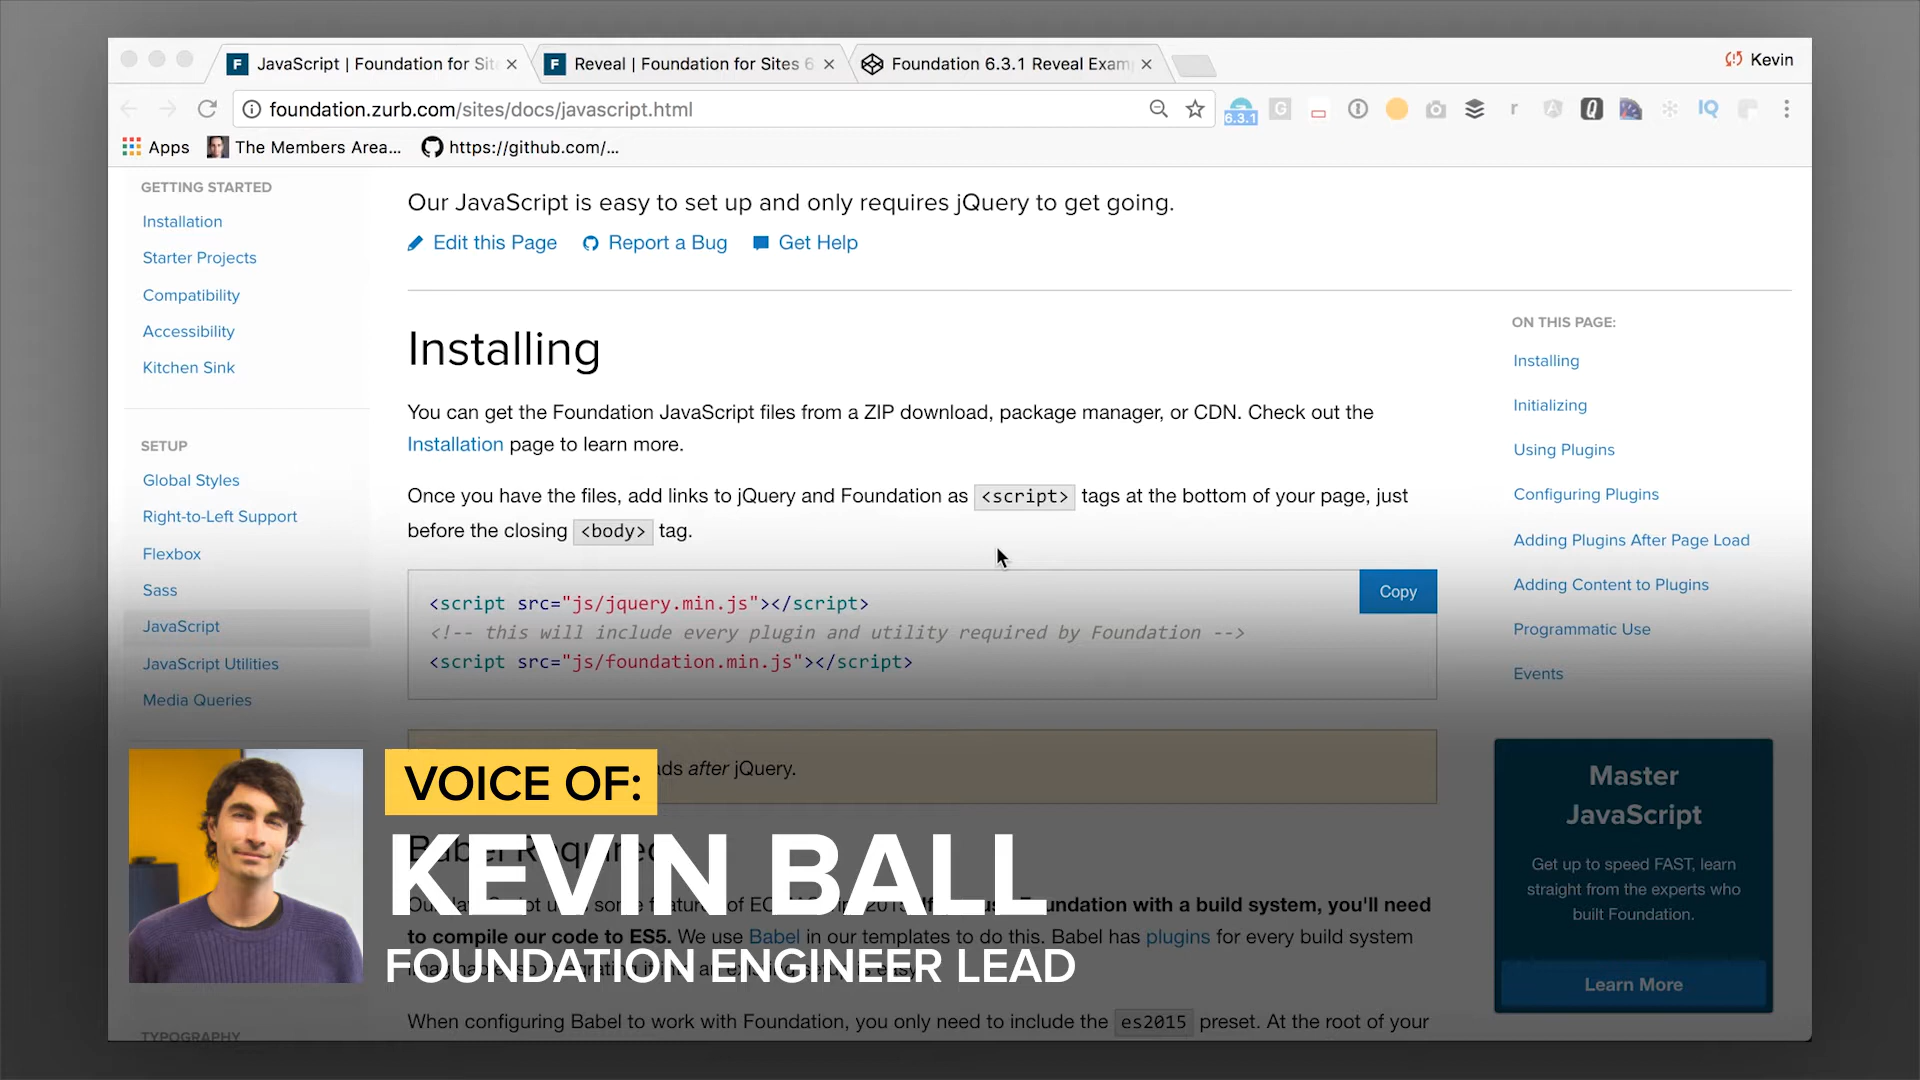 JavaScript | Foundation for Sit
Reveal | Foundation for Sites 6
Foundation 6.3.1 Reveal Exam
Kevin
foundation.zurb.com/sites/docs/javascript.html
6.3.1
G
r
Q
IQ
Apps
The Members Area...
https://github.com/...
GETTING STARTED
Installation
Starter Projects
Compatibility
Accessibility
Kitchen Sink
SETUP
Global Styles
Right-to-Left Support
Flexbox
Sass
JavaScript
JavaScript Utilities
Media Queries
TYPOGRAPHY
Our JavaScript is easy to set up and only requires jQuery to get going.
Edit this Page
Report a Bug
Get Help
Installing
You can get the Foundation JavaScript files from a ZIP download, package manager, or CDN. Check out the
Installation page to learn more.
Once you have the files, add links to jQuery and Foundation as <script> tags at the bottom of your page, just
before the closing <body> tag.
Copy
<script src="js/jquery.min.js"></script>
<!-- this will include every plugin and utility required by Foundation -->
<script src="js/foundation.min.js"></script>
after jQuery.
Babel Required
Foundation with a build system, you'll need
to compile our code to ES5. We use Babel in our templates to do this. Babel has plugins for every build system
When configuring Babel to work with Foundation, you only need to include the es2015 preset. At the root of your
ON THIS PAGE:
Installing
Initializing
Using Plugins
Configuring Plugins
Adding Plugins After Page Load
Adding Content to Plugins
Programmatic Use
Events
Master
JavaScript
Get up to speed FAST, learn
straight from the experts who
built Foundation.
Learn More
VOICE OF:
KEVIN BALL
FOUNDATION ENGINEER LEAD